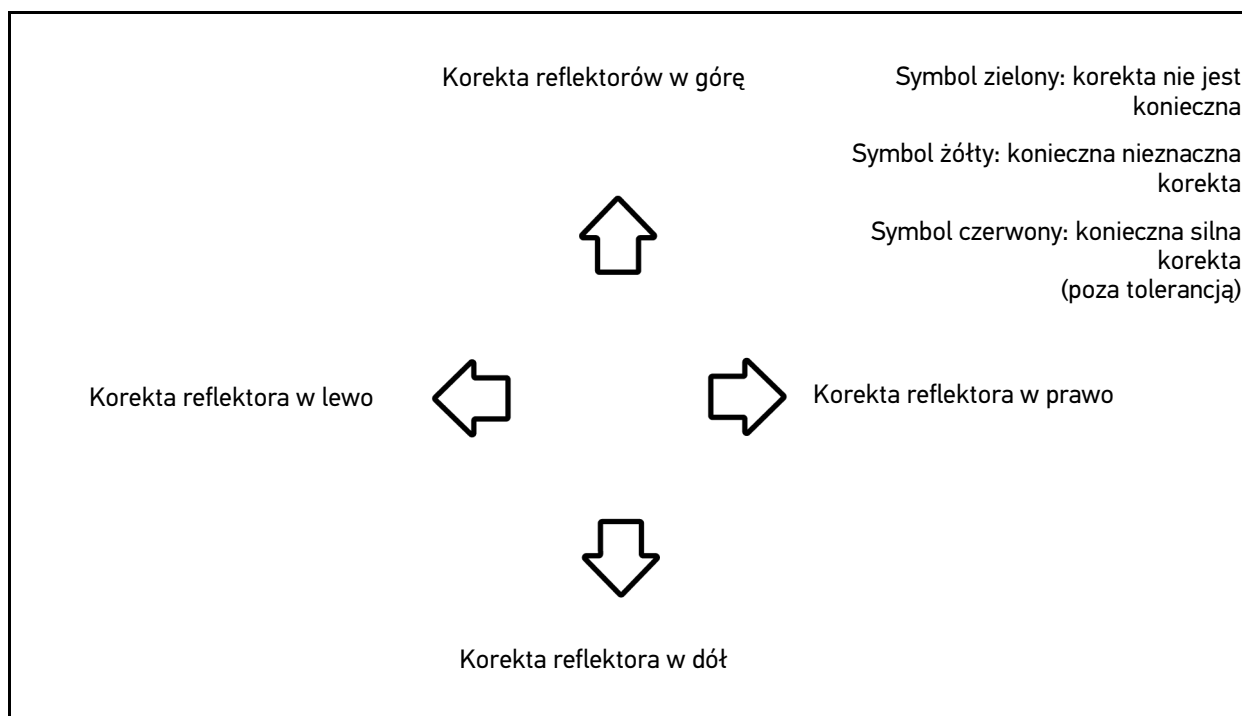 Korekta reflektorów w górę
Symbol zielony: korekta nie jest
konieczna
Symbol żółty: konieczna nieznaczna
korekta
Symbol czerwony: konieczna silna
korekta
(poza tolerancją)
Korekta reflektora w lewo
Korekta reflektora w prawo
Korekta reflektora w dół